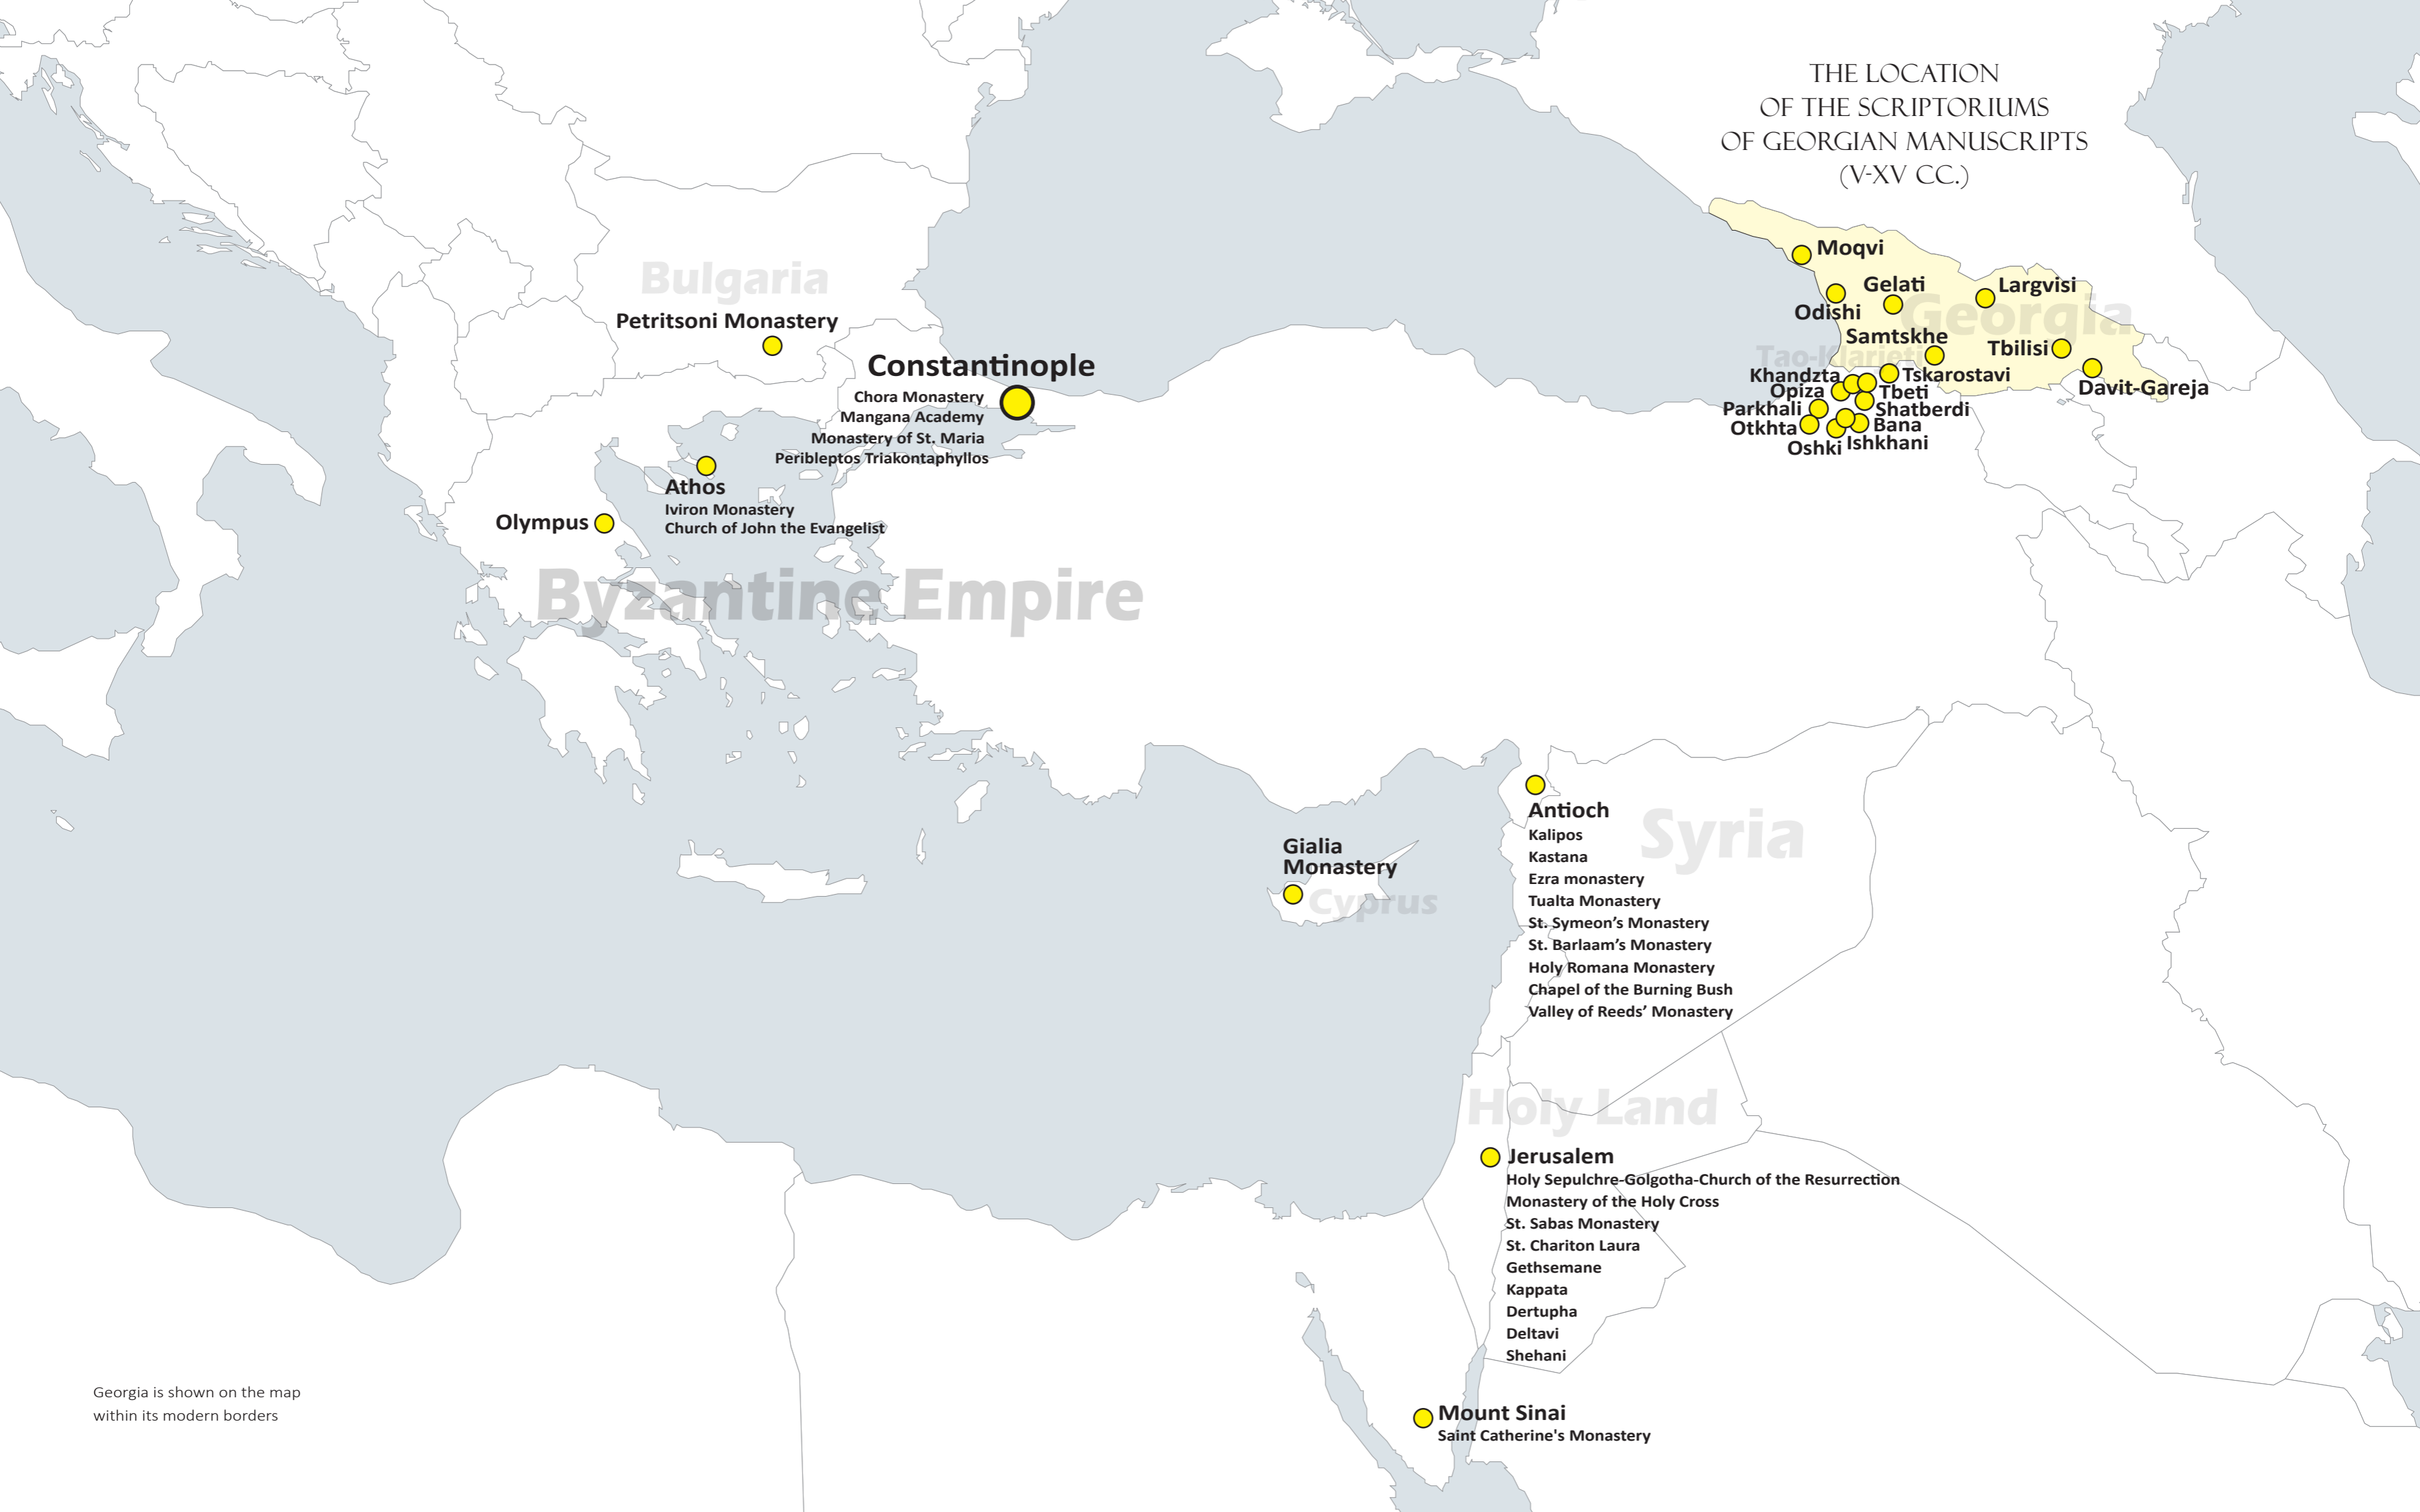 THE LOCATION
OF THE SCRIPTORIUMS
OF GEORGIAN MANUSCRIPTS
(V-XV CC.)
Moqvi
Gelati
Largvisi
Odishi
Georgia
Samtskhe
Tbilisi
Tao-Klarjeti
Khandzta
Tskarostavi
Davit-Gareja
Opiza
Tbeti
Parkhali
Shatberdi
Otkhta
Bana
Oshki
Ishkhani
Bulgaria
Petritsoni Monastery
Constantinople
Chora Monastery
Mangana Academy
Monastery of St. Maria
Peribleptos Triakontaphyllos
Athos
Iviron Monastery
Church of John the Evangelist
Olympus
Byzantine Empire
Antioch
Kalipos
Kastana
Ezra monastery
Tualta Monastery
St. Symeon’s Monastery
St. Barlaam’s Monastery
Holy Romana Monastery
Chapel of the Burning Bush
Valley of Reeds’ Monastery
Syria
Gialia
Monastery
Cyprus
Holy Land
Jerusalem
Holy Sepulchre-Golgotha-Church of the Resurrection
Monastery of the Holy Cross
St. Sabas Monastery
St. Chariton Laura
Gethsemane
Kappata
Dertupha
Deltavi
Shehani
Mount Sinai
Saint Catherine's Monastery
Georgia is shown on the map
within its modern borders